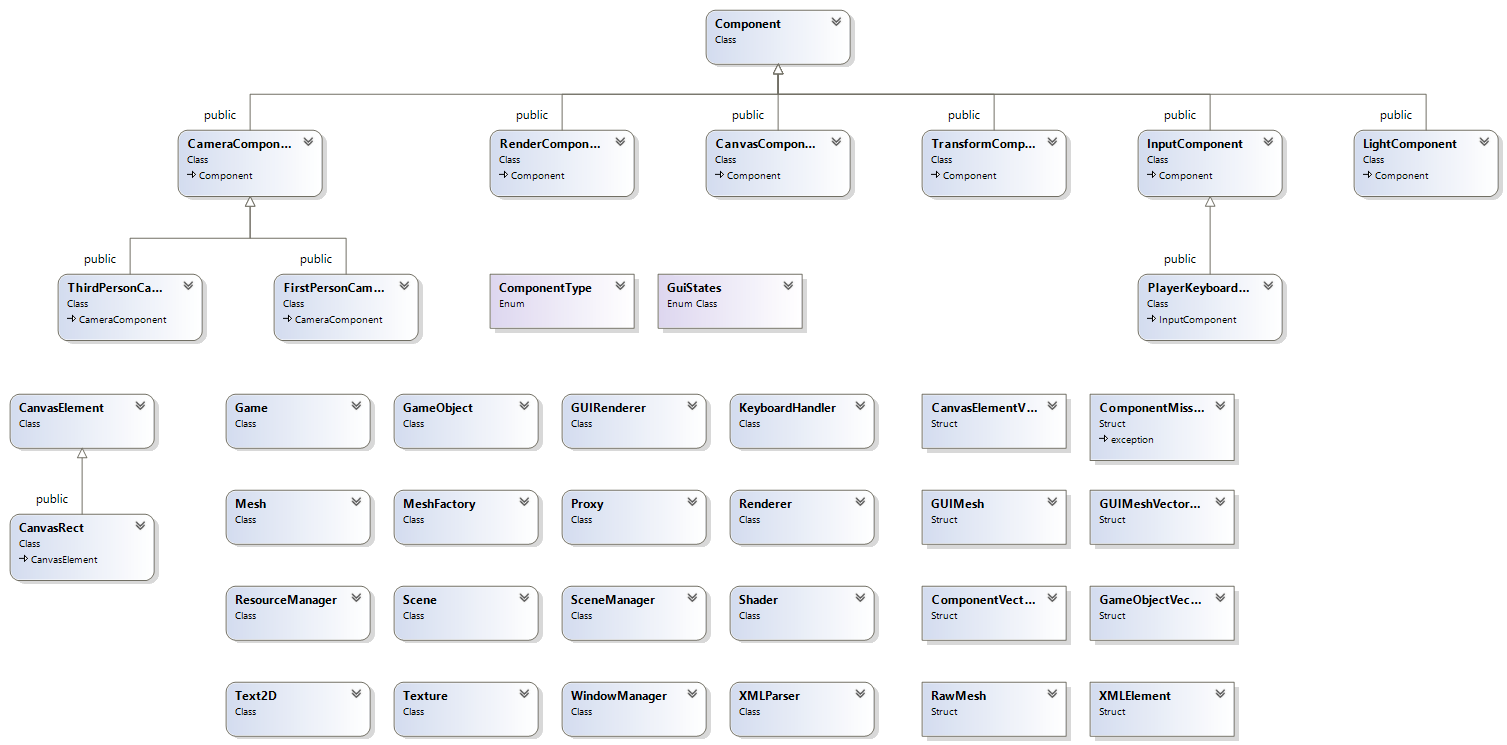 Component
Class
public
public
public
public
public
public
CameraCompon...
Class
Component
RenderCompon...
Class
Component
CanvasCompon...
Class
Component
TransformComp...
Class
Component
InputComponent
Class
Component
LightComponent
Class
Component
public
public
public
ThirdPersonCa...
Class
CameraComponent
FirstPersonCam...
Class
CameraComponent
ComponentType
Enum
GuiStates
Enum Class
PlayerKeyboard...
Class
InputComponent
CanvasElement
Class
Game
Class
GameObject
Class
GUIRenderer
Class
KeyboardHandler
Class
CanvasElementV...
Struct
ComponentMiss...
Struct
exception
public
CanvasRect
Class
CanvasElement
Mesh
Class
MeshFactory
Class
Proxy
Class
Renderer
Class
GUIMesh
Struct
GUIMeshVector...
Struct
ResourceManager
Class
Scene
Class
SceneManager
Class
Shader
Class
ComponentVect...
Struct
GameObjectVec...
Struct
Text2D
Class
Texture
Class
WindowManager
Class
XMLParser
Class
RawMesh
Struct
XMLElement
Struct